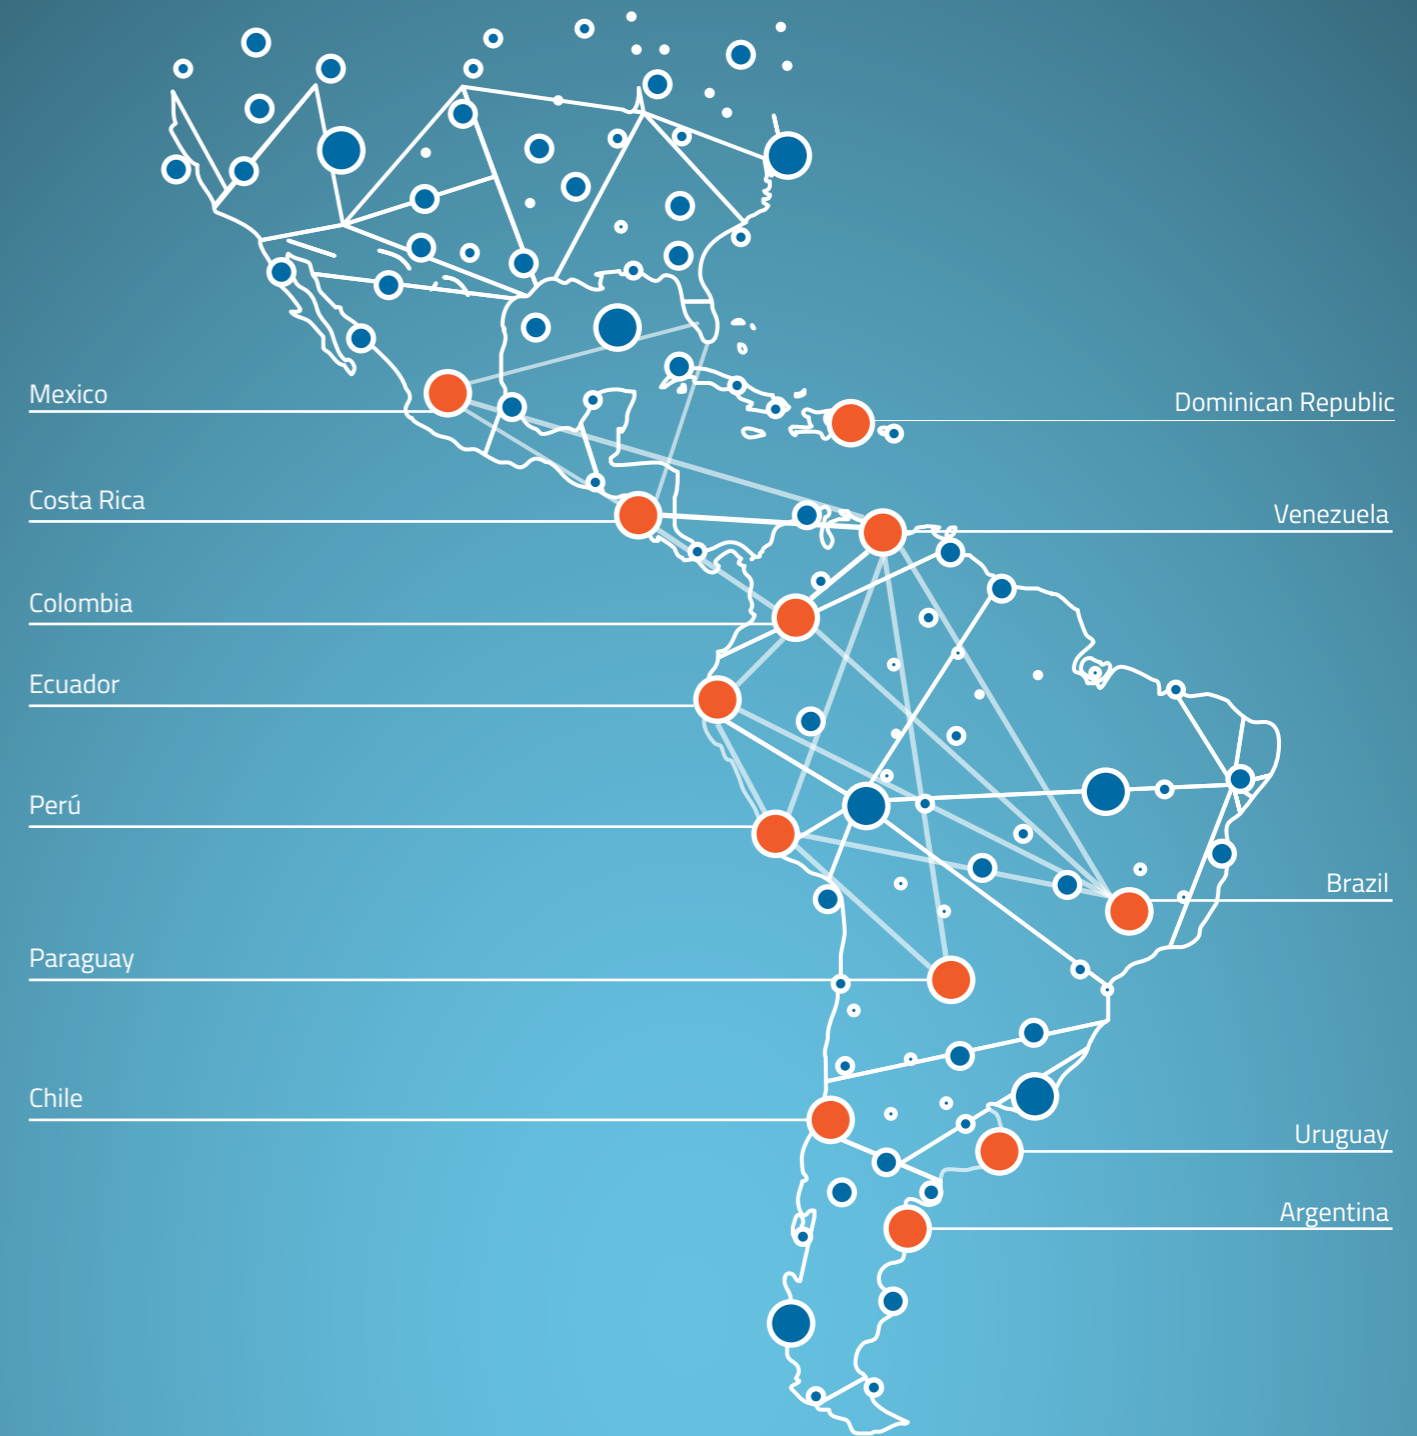 Mexico
Dominican Republic
Costa Rica
Venezuela
Colombia
Ecuador
Perú
Brazil
Paraguay
Chile
Uruguay
Argentina